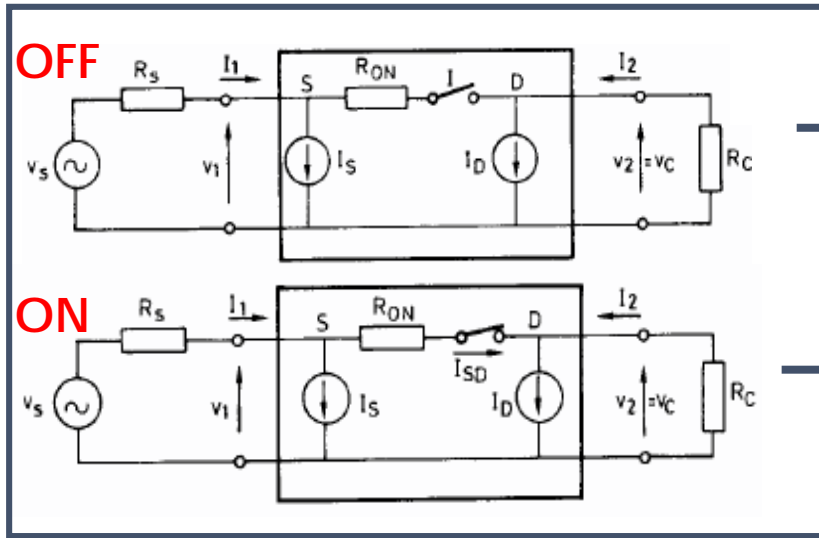 OFF
Rs I1 S RON I D I2
vs v1 IS ID v2=vC RC
ON
Rs I1 S RON D I2
ISD
vs v1 IS ID v2=vC RC